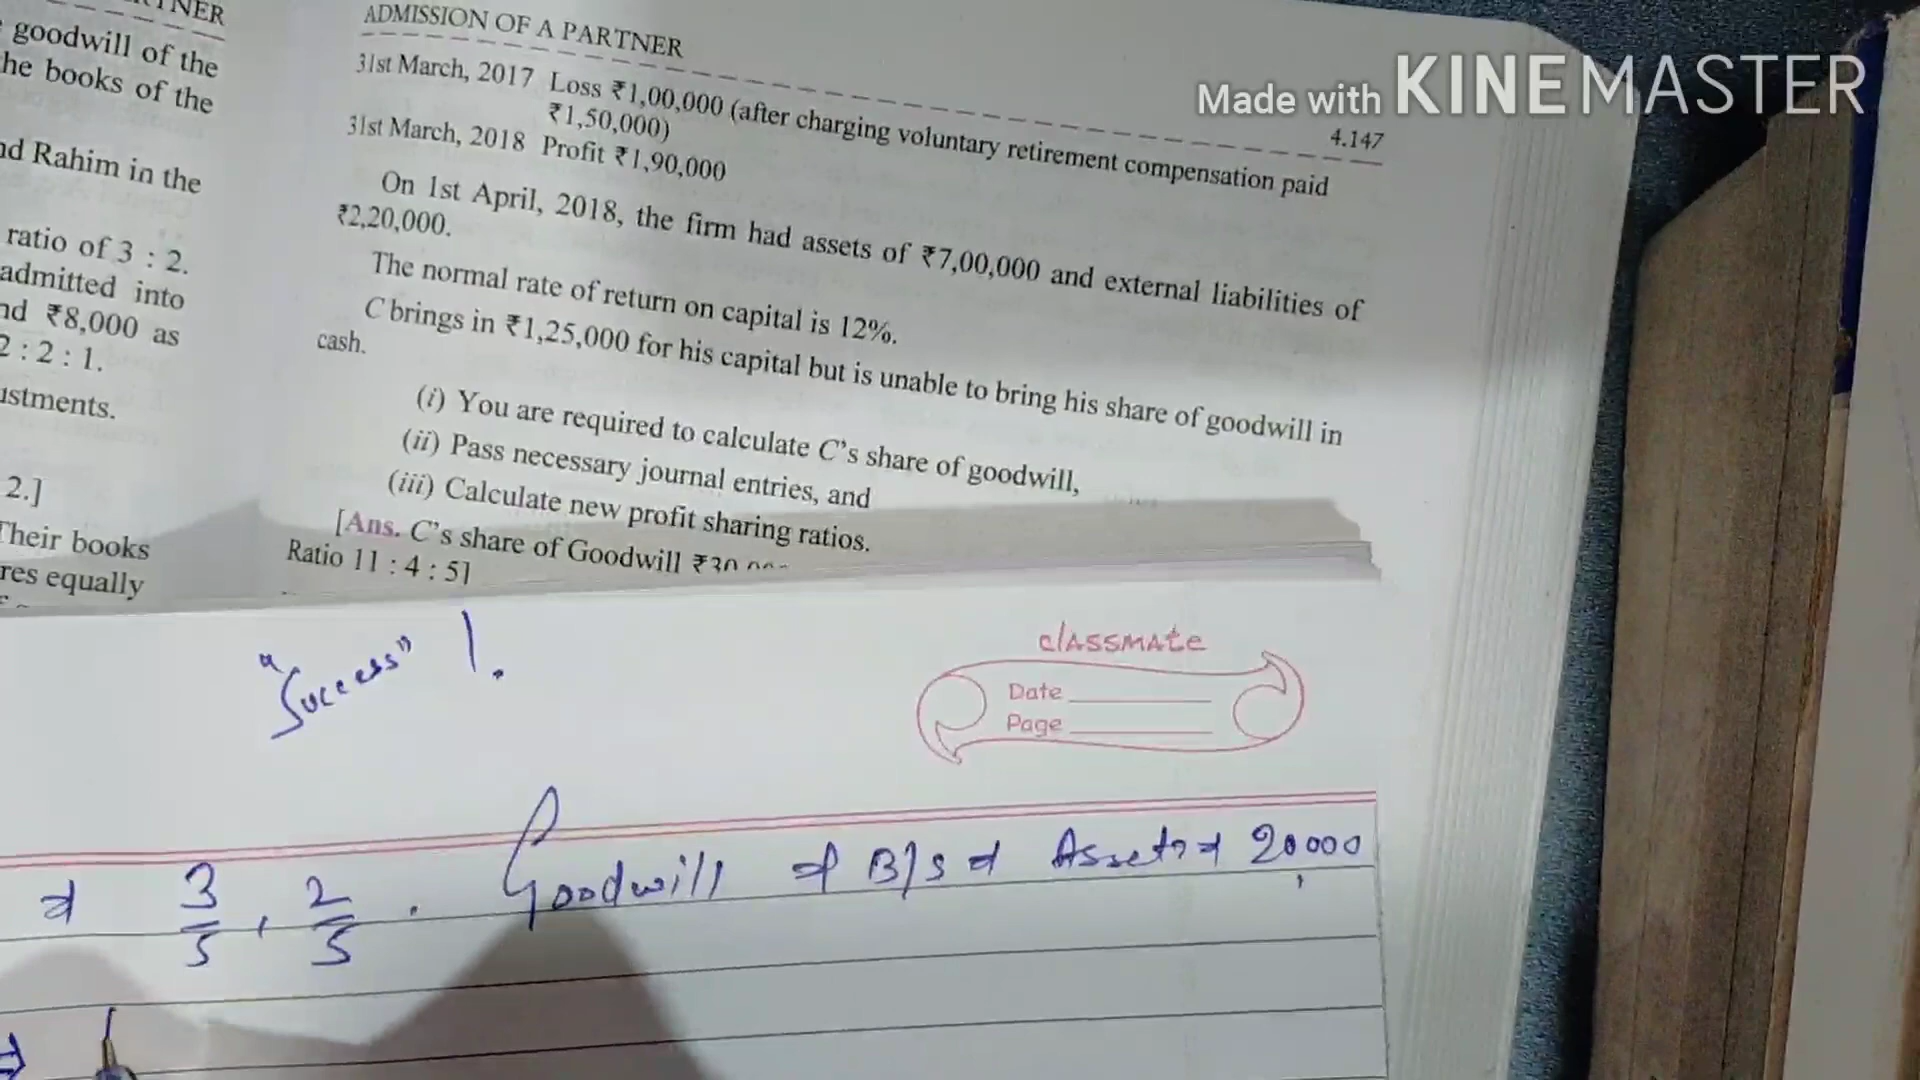 goodwill of the
he books of the
nd Rahim in the
ratio of 3 : 2.
admitted into
nd ₹8,000 as
2 : 2 : 1.
ustments.
2.]
Their books
res equally
ADMISSION OF A PARTNER
4.147
31st March, 2017 Loss ₹1,00,000 (after charging voluntary retirement compensation paid
₹1,50,000)
31st March, 2018 Profit ₹1,90,000
On 1st April, 2018, the firm had assets of ₹7,00,000 and external liabilities of
₹2,20,000.
The normal rate of return on capital is 12%.
C brings in ₹1,25,000 for his capital but is unable to bring his share of goodwill in
cash.
(i) You are required to calculate C's share of goodwill,
(ii) Pass necessary journal entries, and
(iii) Calculate new profit sharing ratios.
[Ans. C's share of Goodwill
Ratio 11 : 4 : 5]
Made with KINEMASTER
"Success" !.
classmate
Date
Page
3/5 , 2/5 . Goodwill of B/S Assets 20000